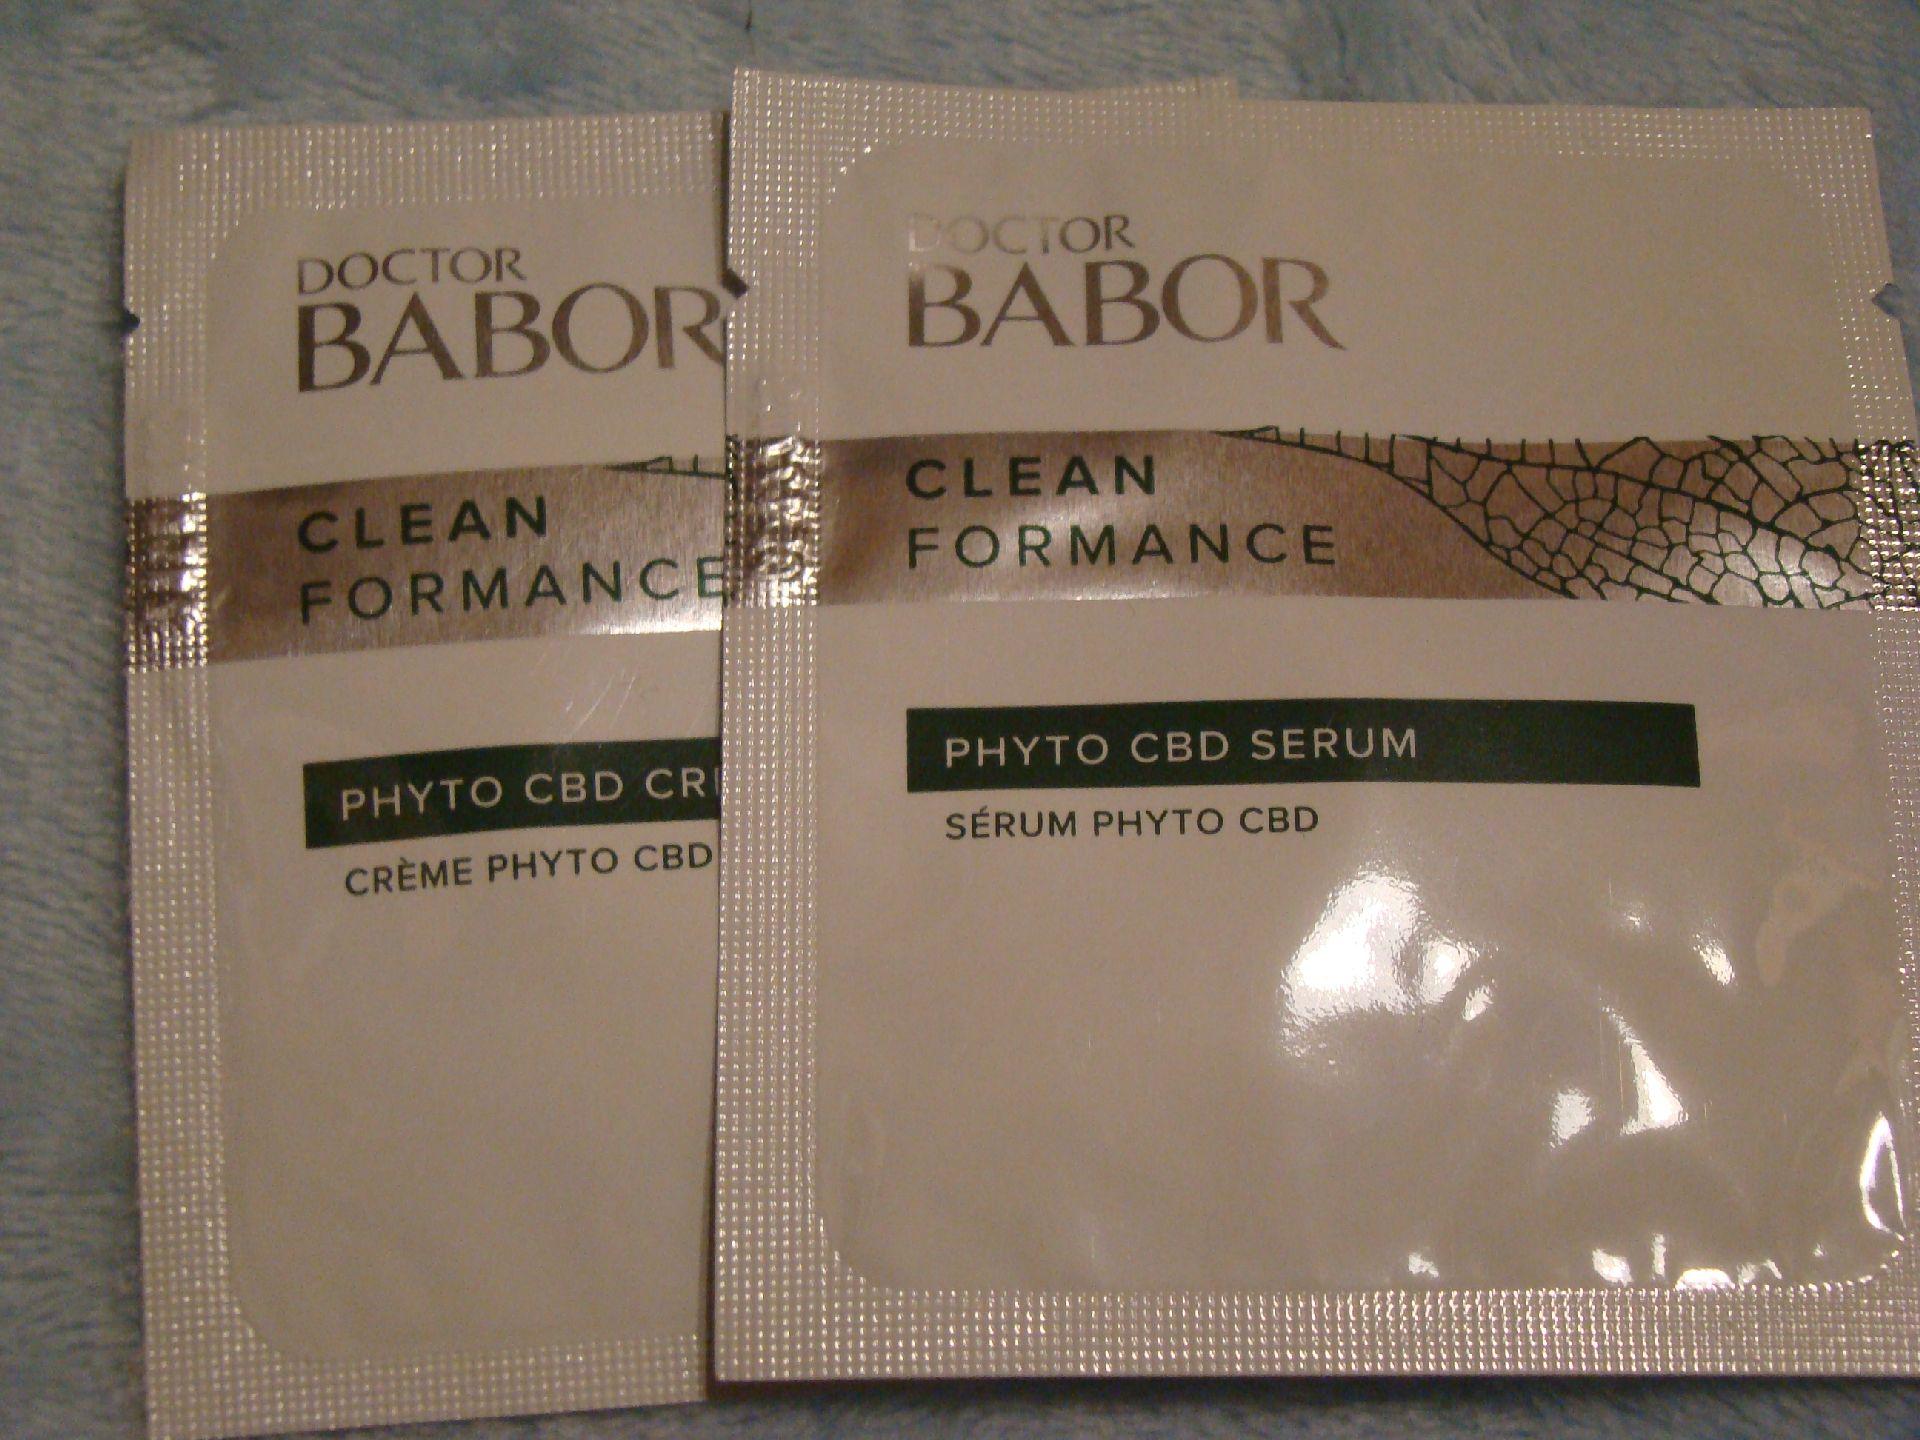 DOCTOR
BABOR
CLEAN
FORMANCE
PHYTO CBD
CRÈME PHYTO CBD
DOCTOR
BABOR
CLEAN
FORMANCE
PHYTO CBD SERUM
SÉRUM PHYTO CBD